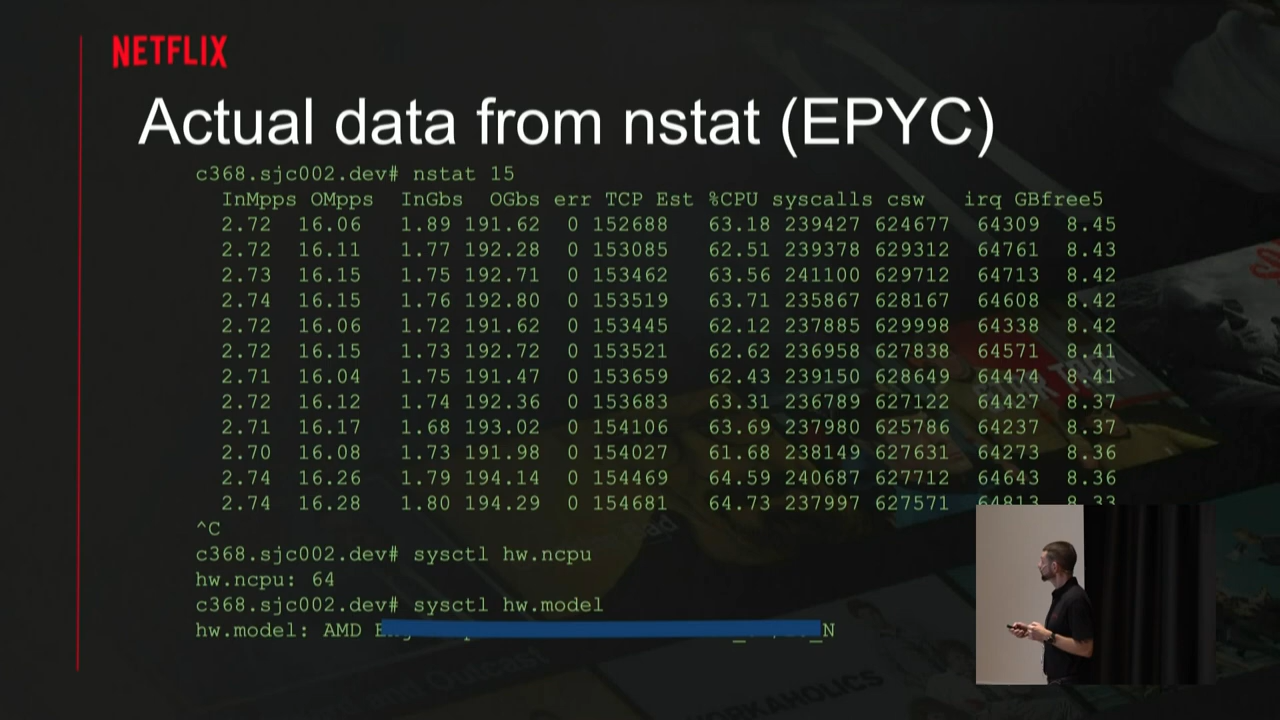 NETFLIX
Actual data from nstat (EPYC)
c368.sjc002.dev# nstat 15
InMpps OMpps InGbs OGbs err TCP Est %CPU syscalls csw irq GBfree5
2.72 16.06 1.89 191.62 0 152688 63.18 239427 624677 64309 8.45
2.72 16.11 1.77 192.28 0 153085 62.51 239378 629312 64761 8.43
2.73 16.15 1.75 192.71 0 153462 63.56 241100 629712 64713 8.42
2.74 16.15 1.76 192.80 0 153519 63.71 235867 628167 64608 8.42
2.72 16.06 1.72 191.62 0 153445 62.12 237885 629998 64338 8.42
2.72 16.15 1.73 192.72 0 153521 62.62 236958 627838 64571 8.41
2.71 16.04 1.75 191.47 0 153659 62.43 239150 628649 64474 8.41
2.72 16.12 1.74 192.36 0 153683 63.31 236789 627122 64427 8.37
2.71 16.17 1.68 193.02 0 154106 63.69 237980 625786 64237 8.37
2.70 16.08 1.73 191.98 0 154027 61.68 238149 627631 64273 8.36
2.74 16.26 1.79 194.14 0 154469 64.59 240687 627712 64643 8.36
2.74 16.28 1.80 194.29 0 154681 64.73 237997 627571 64813 8.33
^C
c368.sjc002.dev# sysctl hw.ncpu
hw.ncpu: 64
c368.sjc002.dev# sysctl hw.model
hw.model: AMD
WORKAHOLICS